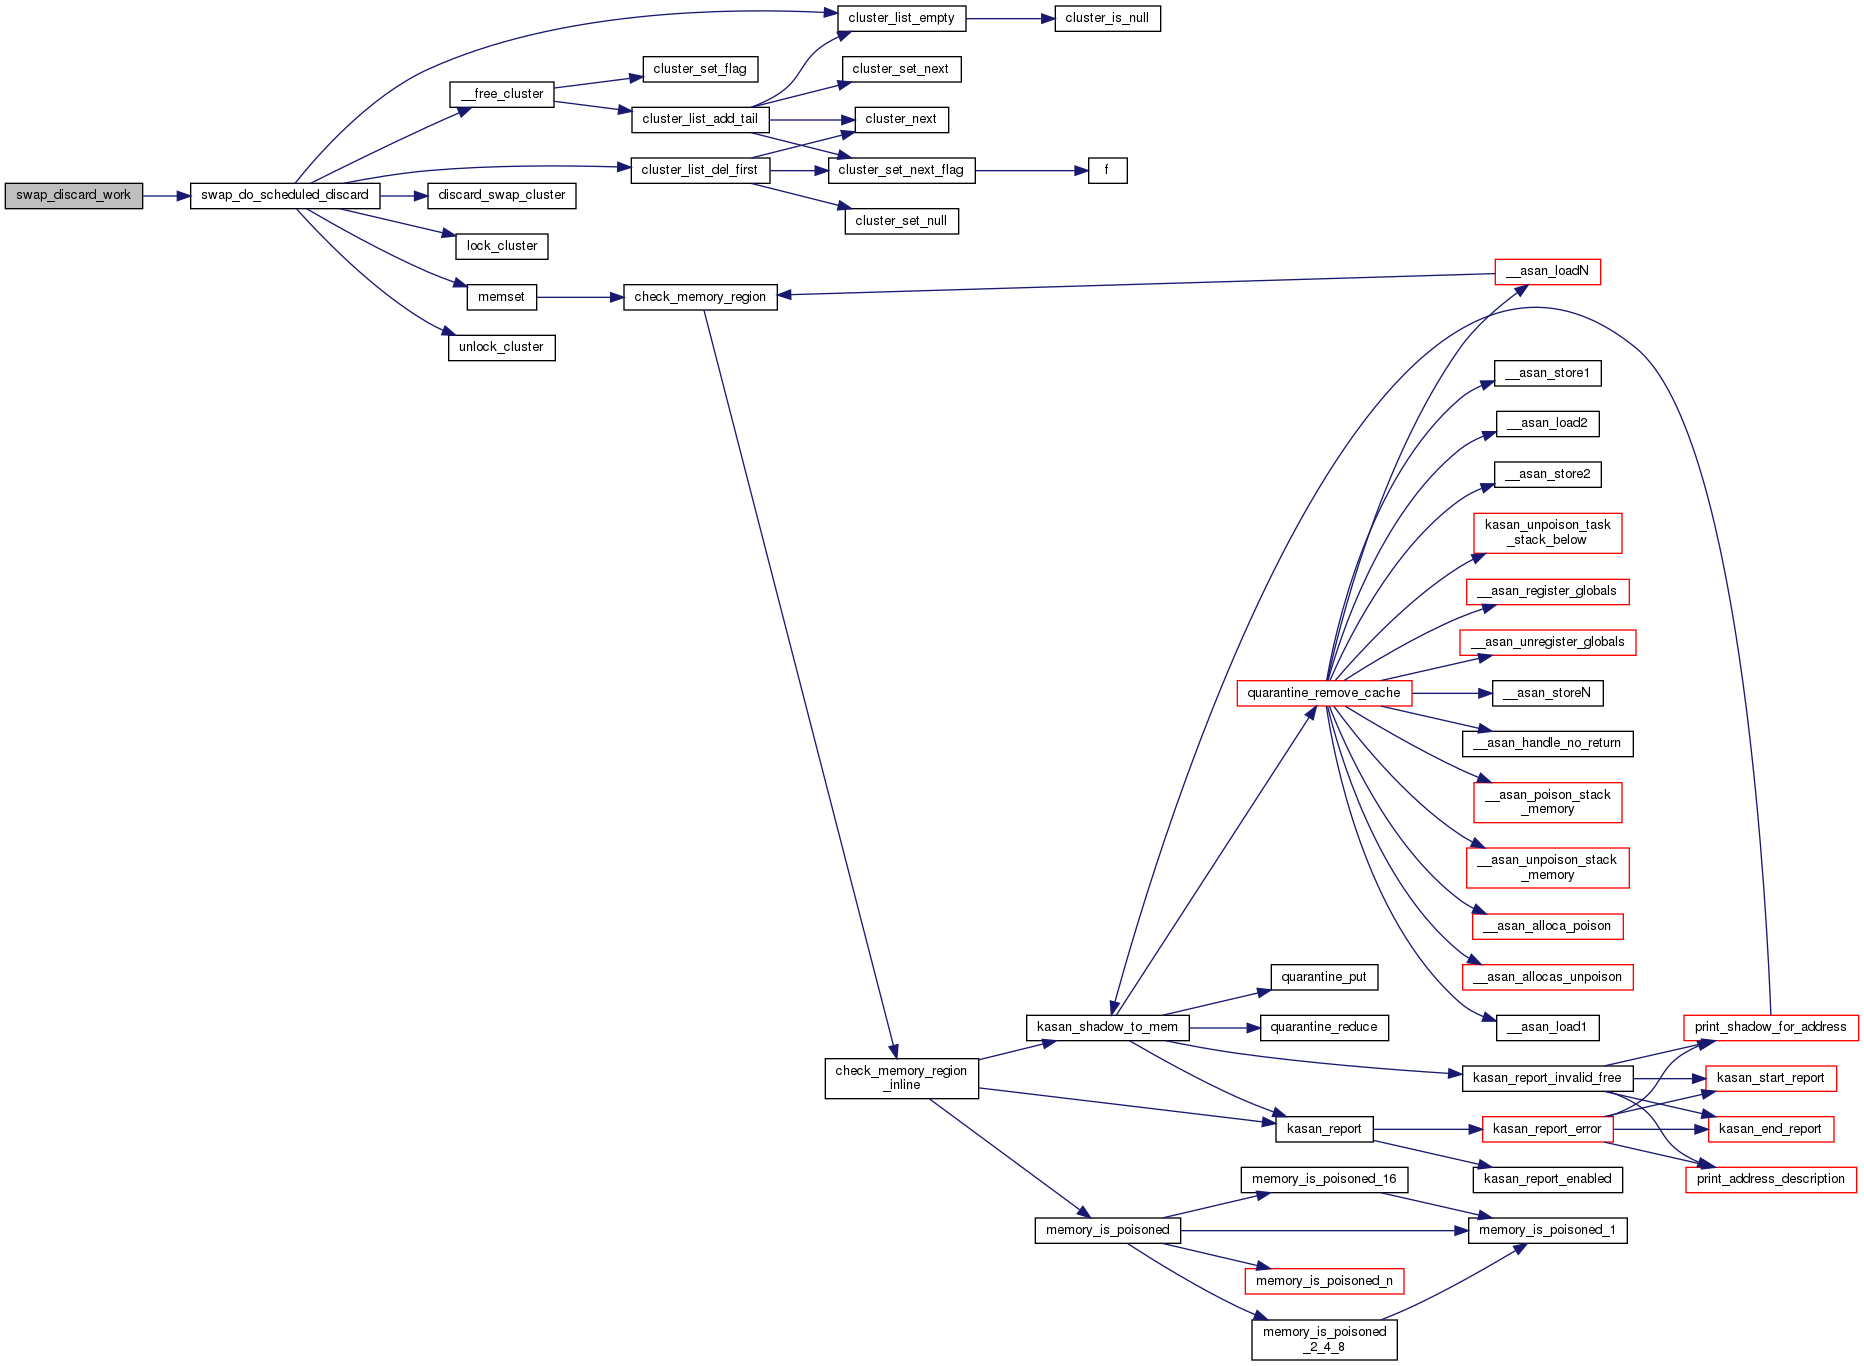 cluster_list_empty
cluster_is_null
cluster_set_flag
cluster_set_next
__free_cluster
cluster_list_add_tail
cluster_next
cluster_list_del_first
cluster_set_next_flag
f
swap_discard_work
swap_do_scheduled_discard
discard_swap_cluster
cluster_set_null
lock_cluster
__asan_loadN
memset
check_memory_region
unlock_cluster
__asan_store1
__asan_load2
__asan_store2
kasan_unpoison_task
_stack_below
__asan_register_globals
__asan_unregister_globals
quarantine_remove_cache
__asan_storeN
__asan_handle_no_return
__asan_poison_stack
_memory
__asan_unpoison_stack
_memory
__asan_alloca_poison
quarantine_put
__asan_allocas_unpoison
kasan_shadow_to_mem
quarantine_reduce
__asan_load1
print_shadow_for_address
check_memory_region
_inline
kasan_report_invalid_free
kasan_start_report
kasan_report
kasan_report_error
kasan_end_report
memory_is_poisoned_16
kasan_report_enabled
print_address_description
memory_is_poisoned
memory_is_poisoned_1
memory_is_poisoned_n
memory_is_poisoned
_2_4_8